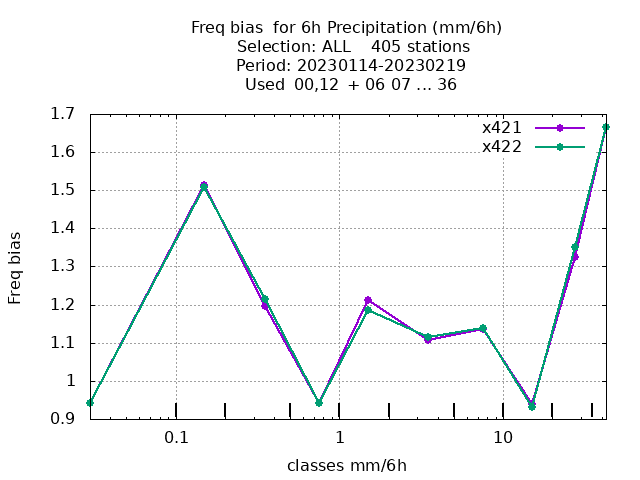 Freq bias  for 6h Precipitation (mm/6h)
Selection: ALL    405 stations
Period: 20230114-20230219
Used  00,12  + 06 07 ... 36
1.7
1.6
1.5
1.4
1.3
1.2
1.1
1
0.9
Freq bias
x421
x422
0.1
1
10
classes mm/6h